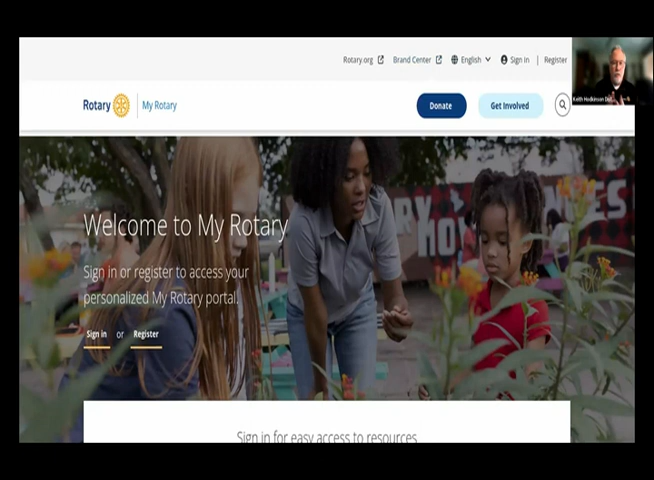 Rotary.org Brand Center English Sign in | Register
Keith Hodkinson
Rotary My Rotary Donate Get Involved
Welcome to My Rotary
Sign in or register to access your
personalized My Rotary portal.
Sign in or Register
Sign in for easy access to resources